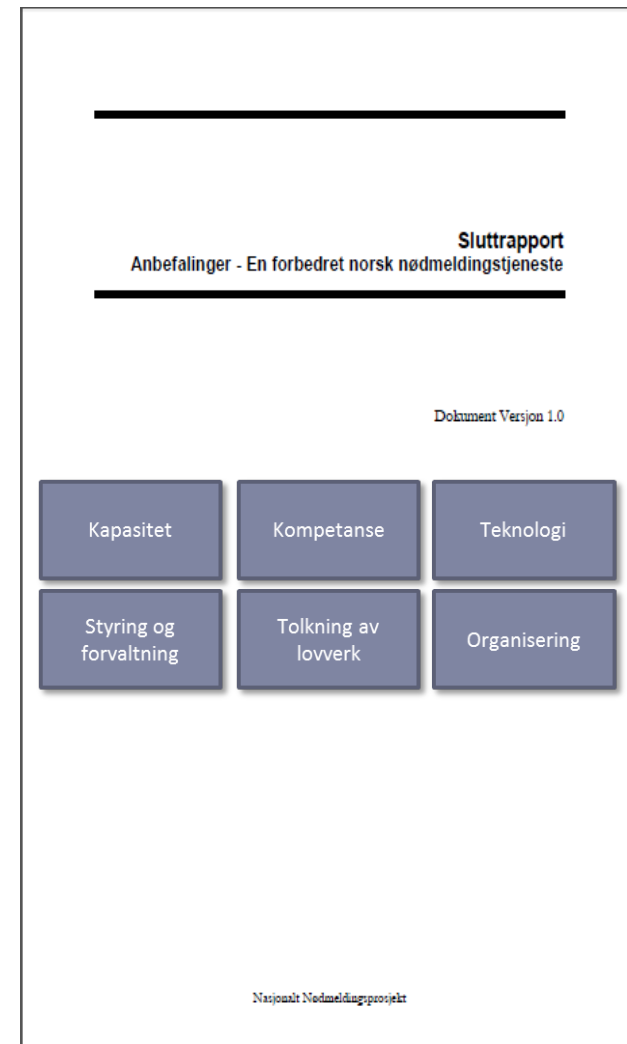 Sluttrapport
Anbefalinger - En forbedret norsk nødmeldingstjeneste
Dokument Versjon 1.0
Kapasitet
Kompetanse
Teknologi
Styring og
forvaltning
Tolkning av
lovverk
Organisering
Nasjonalt Nødmeldingsprosjekt